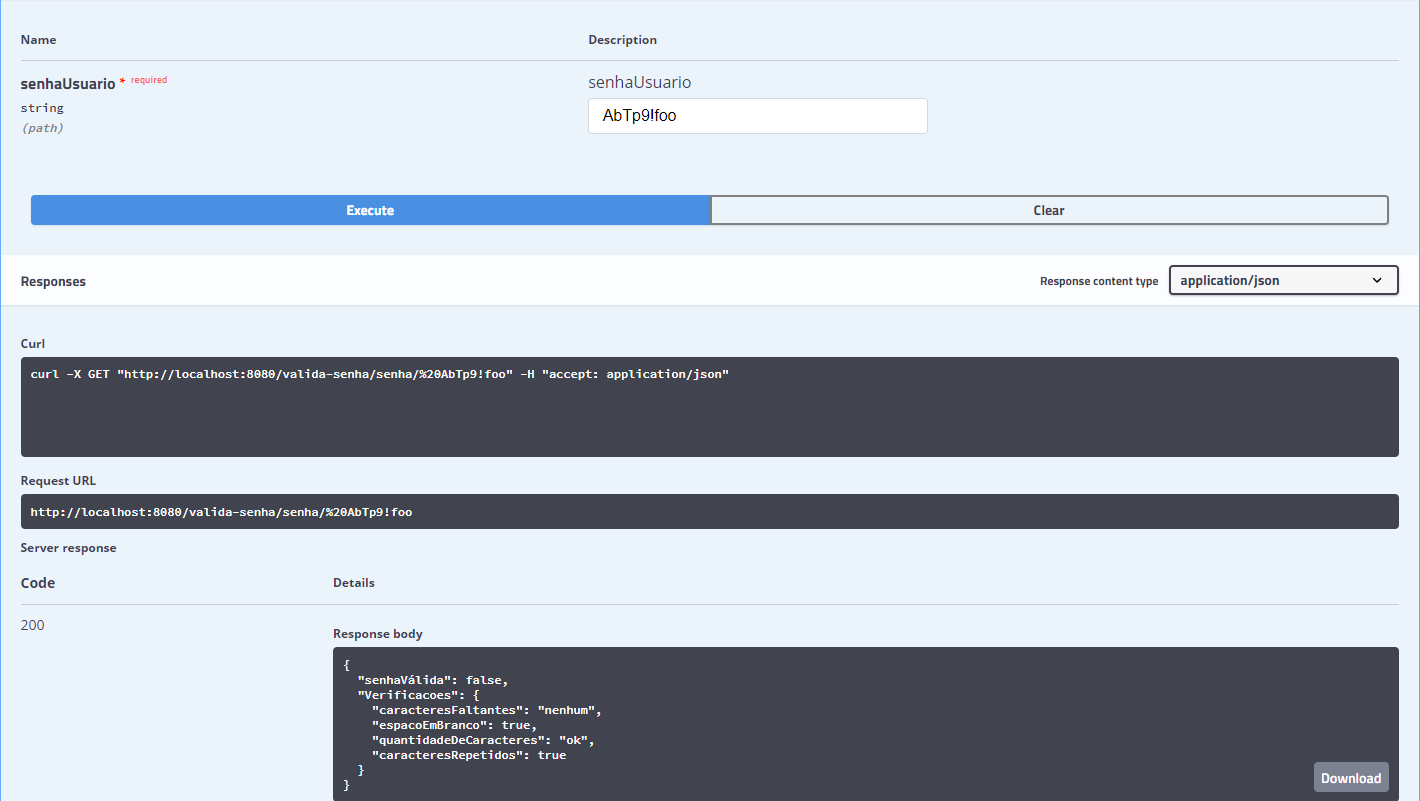 Name Description
senhaUsuario * required senhaUsuario
string
(path)
AbTp9!foo
Execute Clear
Responses Response content type application/json
Curl
curl -X GET "http://localhost:8080/valida-senha/senha/%20AbTp9!foo" -H "accept: application/json"
Request URL
http://localhost:8080/valida-senha/senha/%20AbTp9!foo
Server response
Code Details
200
Response body
{
  "senhaVálida": false,
  "Verificacoes": {
    "caracteresFaltantes": "nenhum",
    "espacoEmBranco": true,
    "quantidadeDeCaracteres": "ok",
    "caracteresRepetidos": true
  }
}
Download